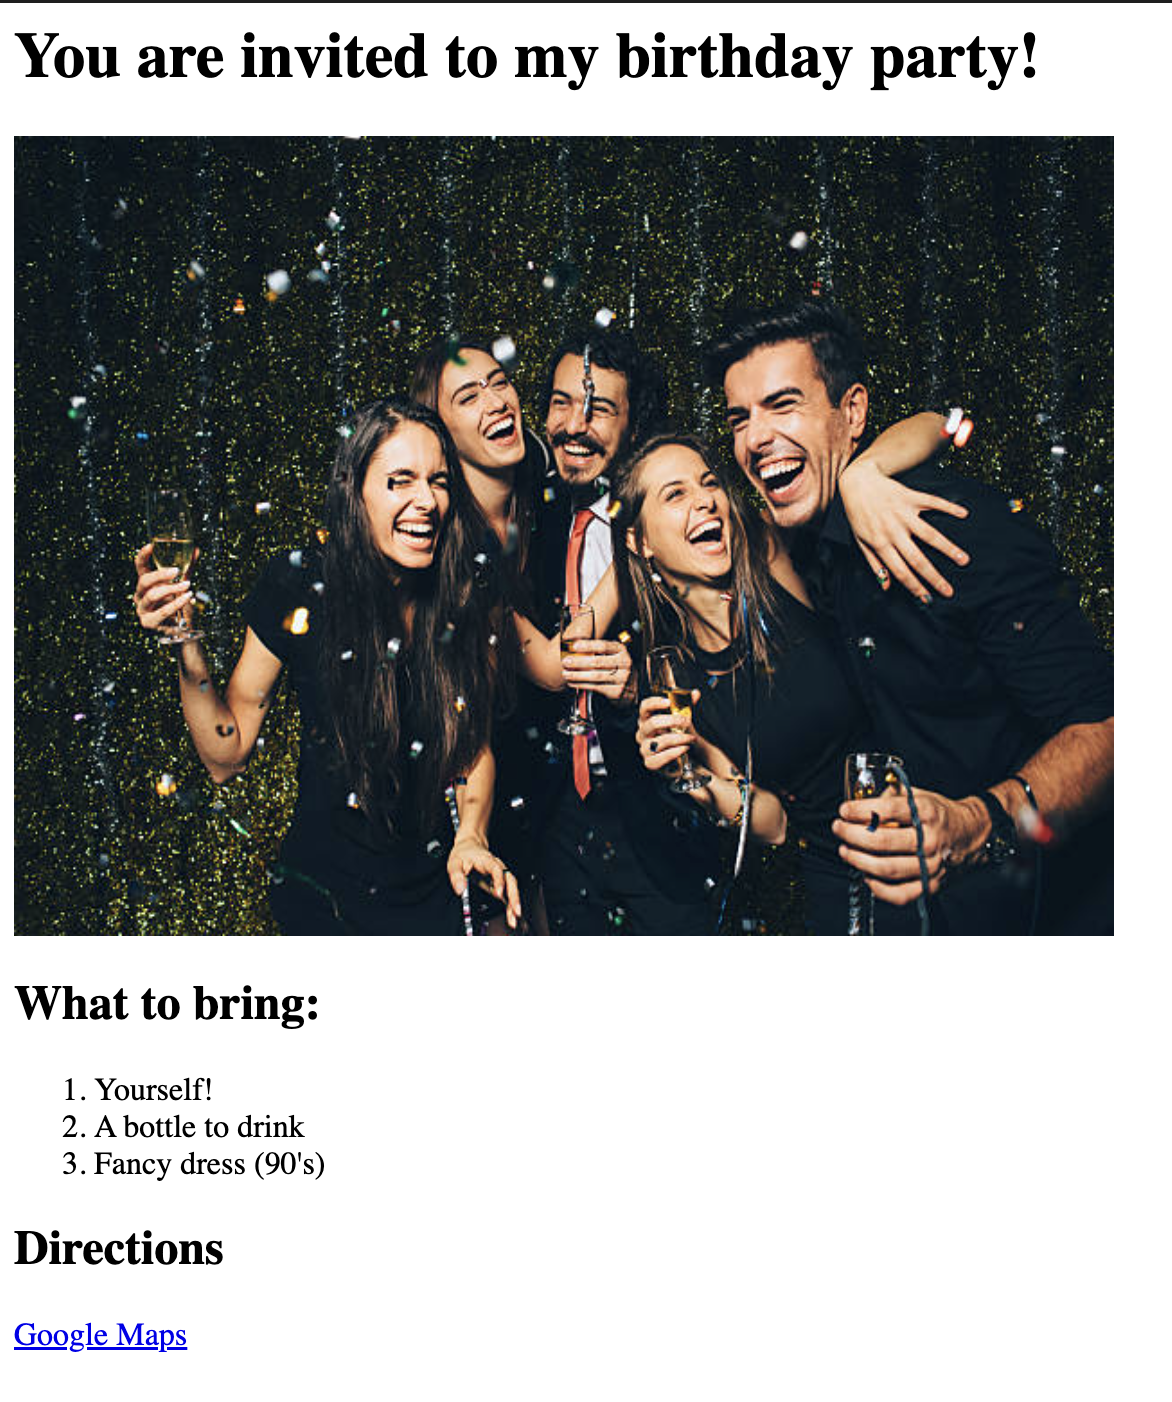 You are invited to my birthday party!
What to bring:
1. Yourself!
2. A bottle to drink
3. Fancy dress (90's)
Directions
Google Maps